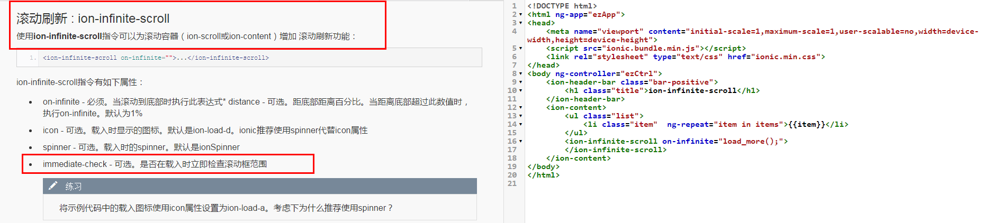 滚动刷新 : ion-infinite-scroll
使用ion-infinite-scroll指令可以为滚动容器（ion-scroll或ion-content）增加 滚动刷新功能：
1. <ion-infinite-scroll on-infinite="">...</ion-infinite-scroll>
ion-infinite-scroll指令有如下属性：
• on-infinite - 必须。当滚动到底部时执行此表达式* distance - 可选。距底部距离百分比。当距离底部超过此数值时，
执行on-infinite。默认为1%
• icon - 可选。载入时显示的图标。默认是ion-load-d。ionic推荐使用spinner代替icon属性
• spinner - 可选。载入时的spinner。默认是ionSpinner
• immediate-check - 可选。是否在载入时立即检查滚动框范围
练习
将示例代码中的载入图标使用icon属性设置为ion-load-a。考虑下为什么推荐使用spinner？
1 <!DOCTYPE html>
2 <html ng-app="ezApp">
3 <head>
4 <meta name="viewport" content="initial-scale=1,maximum-scale=1,user-scalable=no,width=device-
width,height=device-height">
5 <script src="ionic.bundle.min.js"></script>
6 <link rel="stylesheet" type="text/css" href="ionic.min.css">
7 </head>
8 <body ng-controller="ezCtrl">
9 <ion-header-bar class="bar-positive">
10 <h1 class="title">ion-infinite-scroll</h1>
11 </ion-header-bar>
12 <ion-content>
13 <ul class="list">
14 <li class="item"  ng-repeat="item in items">{{item}}</li>
15 </ul>
16 <ion-infinite-scroll on-infinite="load_more();">
17 </ion-infinite-scroll>
18 </ion-content>
19 </body>
20 </html>
21